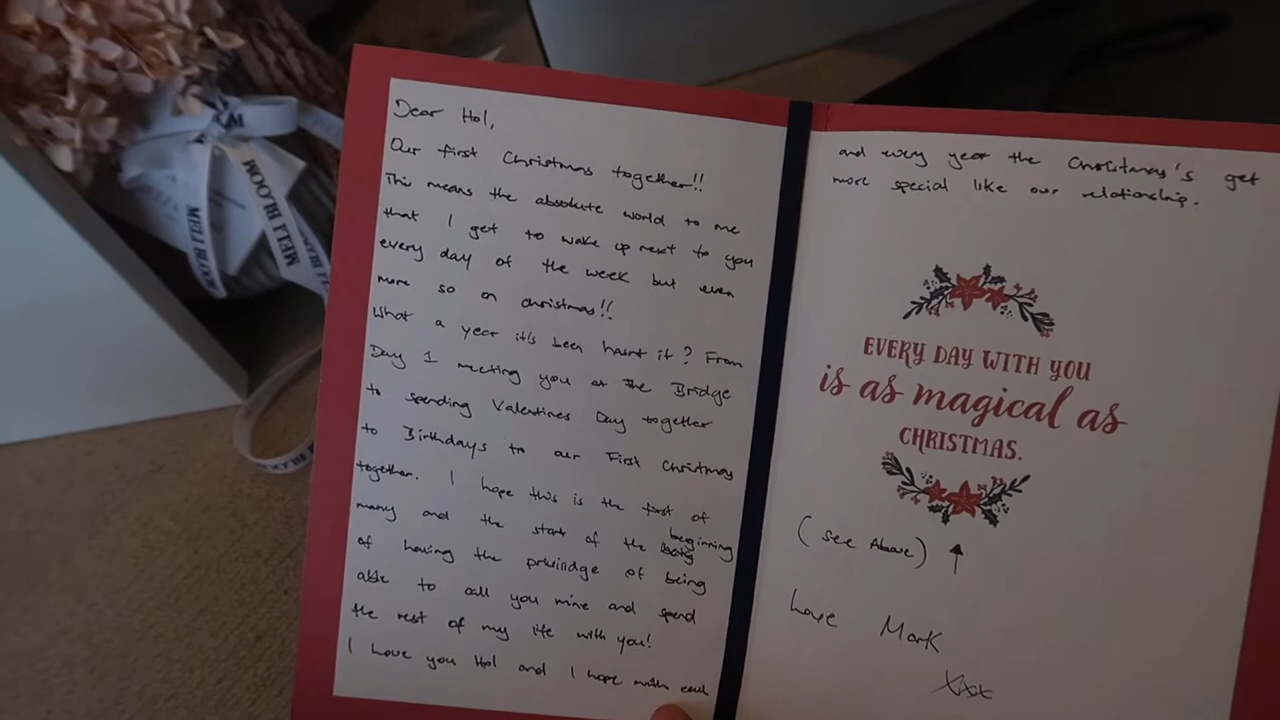 Dear Hol,
Our first Christmas together!!
This means the absolute world to me
that I get to wake up next to you
every day of the week but even
more so on christmas!!
What a year it's been hasnt it? From
Day 1 meeting you at the Bridge
to spending Valentines Day together
to Birthdays to our First Christmas
together. I hope this is the first of
many and the start of the beginning
of having the priviledge of being
able to call you mine and spend
the rest of my life with you!
I love you Hol and I hope with each
and every year the Christmas's get
more special like our relationship.
EVERY DAY WITH YOU
is as magical as
CHRISTMAS.
(See Above)
Love Mark
xxx
MELI BLOOM
MELI BLOOM